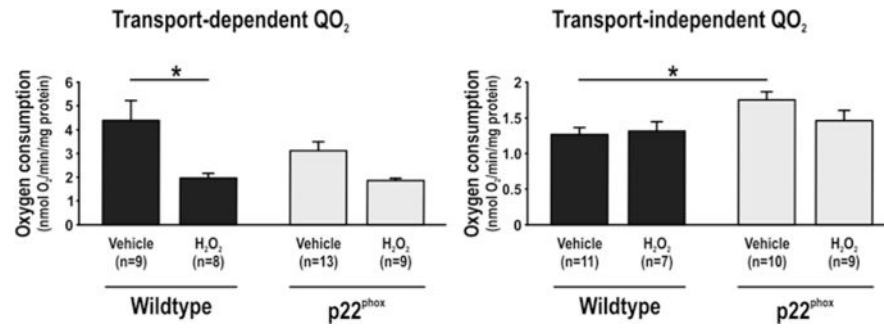 Transport-dependent QO₂
Oxygen consumption
(nmol O₂/min/mg protein)
6
5
4
3
2
1
0
*
Vehicle
(n=9)
H₂O₂
(n=8)
Vehicle
(n=13)
H₂O₂
(n=9)
Wildtype
p22ᵖʰᵒˣ
Transport-independent QO₂
Oxygen consumption
(nmol O₂/min/mg protein)
2
1.5
1
0.5
0
*
Vehicle
(n=11)
H₂O₂
(n=7)
Vehicle
(n=10)
H₂O₂
(n=9)
Wildtype
p22ᵖʰᵒˣ